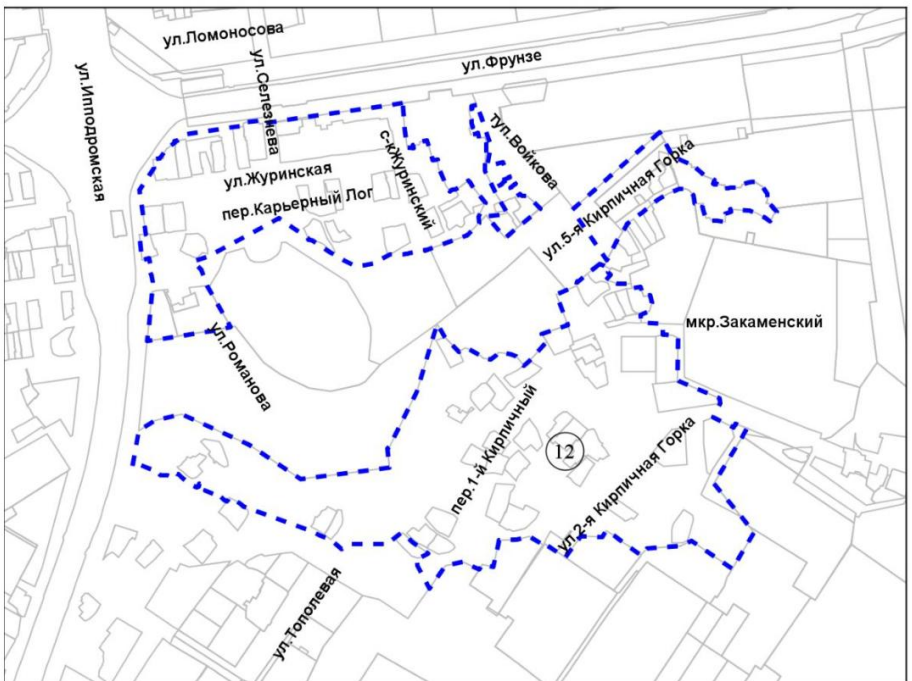 ул.Ломоносова
ул.Фрунзе
ул.Ипподромская
ул.Селезнева
туп.Войкова
с-кЖуринский
ул.Журинская
пер.Карьерный Лог
ул.5-я Кирпичная Горка
мкр.Закаменский
ул.Романова
пер.1-й Кирпичный
12
ул.2-я Кирпичная Горка
ул.Тополевая